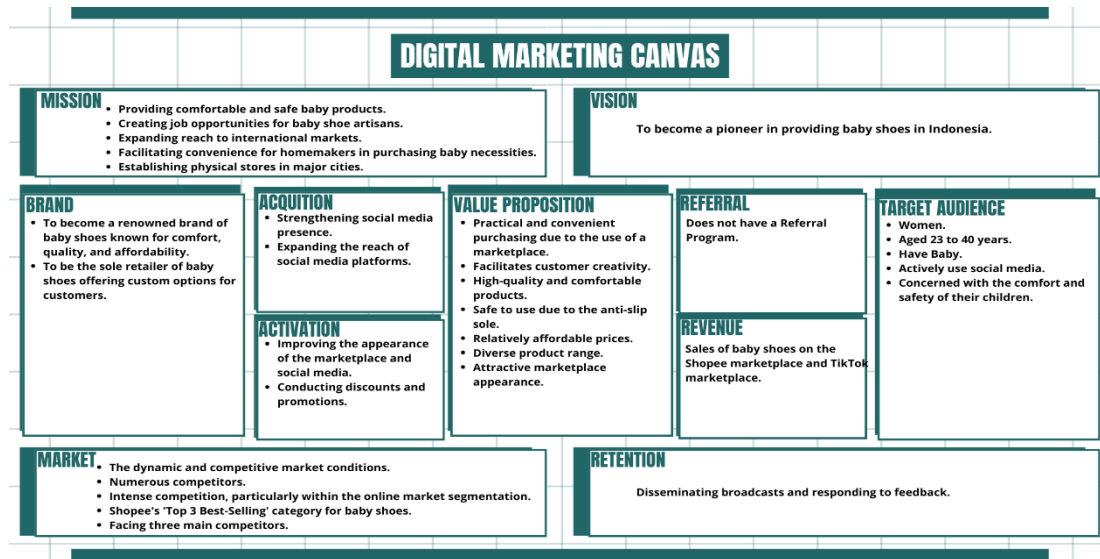 DIGITAL MARKETING CANVAS
MISSION
• Providing comfortable and safe baby products.
• Creating job opportunities for baby shoe artisans.
• Expanding reach to international markets.
• Facilitating convenience for homemakers in purchasing baby necessities.
• Establishing physical stores in major cities.
VISION
To become a pioneer in providing baby shoes in Indonesia.
BRAND
• To become a renowned brand of
baby shoes known for comfort,
quality, and affordability.
• To be the sole retailer of baby
shoes offering custom options for
customers.
ACQUITION
• Strengthening social media
presence.
• Expanding the reach of
social media platforms.
ACTIVATION
• Improving the appearance
of the marketplace and
social media.
• Conducting discounts and
promotions.
VALUE PROPOSITION
• Practical and convenient
purchasing due to the use of a
marketplace.
• Facilitates customer creativity.
• High-quality and comfortable
products.
• Safe to use due to the anti-slip
sole.
• Relatively affordable prices.
• Diverse product range.
• Attractive marketplace
appearance.
REFERRAL
Does not have a Referral
Program.
REVENUE
Sales of baby shoes on the
Shopee marketplace and TikTok
marketplace.
TARGET AUDIENCE
• Women.
• Aged 23 to 40 years.
• Have Baby.
• Actively use social media.
• Concerned with the comfort and
safety of their children.
MARKET
• The dynamic and competitive market conditions.
• Numerous competitors.
• Intense competition, particularly within the online market segmentation.
• Shopee's 'Top 3 Best-Selling' category for baby shoes.
• Facing three main competitors.
RETENTION
Disseminating broadcasts and responding to feedback.